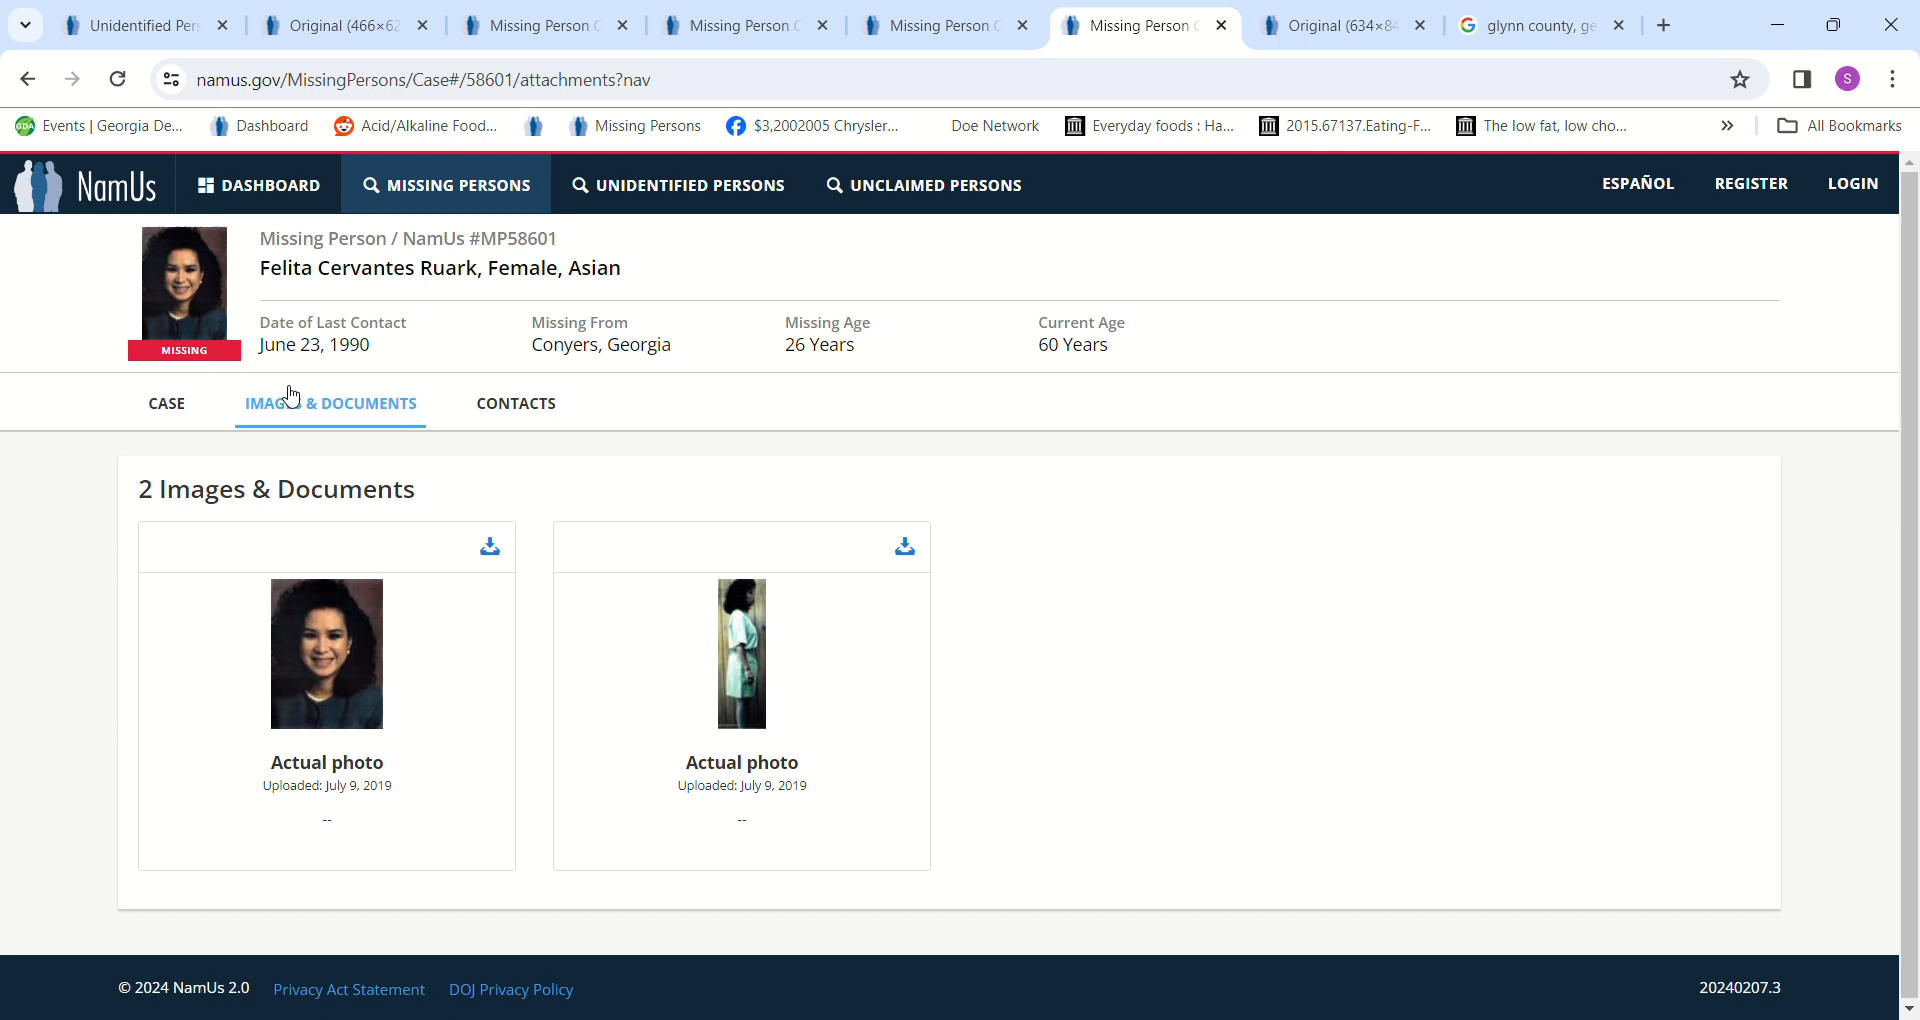 Unidentified Pers
Original (466×62
Missing Person C
Missing Person C
Missing Person C
Missing Person C
Original (634×84
glynn county, ge
namus.gov/MissingPersons/Case#/58601/attachments?nav
S
Events | Georgia De...
Dashboard
Acid/Alkaline Food...
Missing Persons
$3,2002005 Chrysler...
Doe Network
Everyday foods : Ha...
2015.67137.Eating-F...
The low fat, low cho...
All Bookmarks
NamUs
DASHBOARD
MISSING PERSONS
UNIDENTIFIED PERSONS
UNCLAIMED PERSONS
ESPAÑOL
REGISTER
LOGIN
Missing Person / NamUs #MP58601
Felita Cervantes Ruark, Female, Asian
MISSING
Date of Last Contact
June 23, 1990
Missing From
Conyers, Georgia
Missing Age
26 Years
Current Age
60 Years
CASE
IMAGES & DOCUMENTS
CONTACTS
2 Images & Documents
Actual photo
Uploaded: July 9, 2019
--
Actual photo
Uploaded: July 9, 2019
--
© 2024 NamUs 2.0
Privacy Act Statement
DOJ Privacy Policy
20240207.3